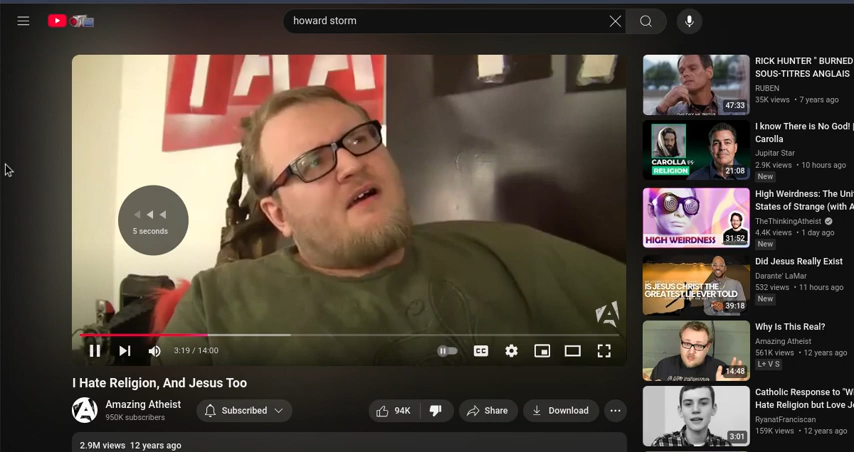 howard storm
TAA
5 seconds
3:19 / 14:00
CC
I Hate Religion, And Jesus Too
Amazing Atheist
950K subscribers
Subscribed
94K
Share
Download
2.9M views 12 years ago
47:33
RICK HUNTER " BURNED
SOUS-TITRES ANGLAIS
RUBEN
35K views • 7 years ago
CAROLLA
RELIGION
21:08
I know There is No God!
Carolla
Jupitar Star
2.9K views • 10 hours ago
New
HIGH WEIRDNESS
31:52
High Weirdness: The Uni
States of Strange (with A
TheThinkingAtheist
4.4K views • 1 day ago
New
IS JESUS CHRIST THE
GREATEST LIE EVER TOLD
39:18
Did Jesus Really Exist
Darante' LaMar
532 views • 11 hours ago
New
14:48
Why Is This Real?
Amazing Atheist
561K views • 12 years ago
L+ V S
3:01
Catholic Response to "W
Hate Religion but Love J
RyanatFranciscan
159K views • 12 years ago